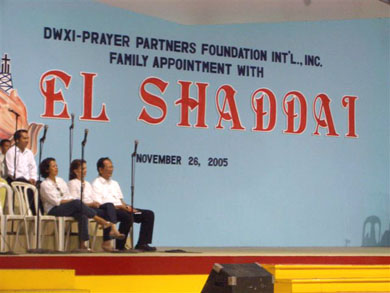 DWXI-PRAYER PARTNERS FOUNDATION INT'L., INC.
FAMILY APPOINTMENT WITH
EL SHADDAI
NOVEMBER 26, 2005